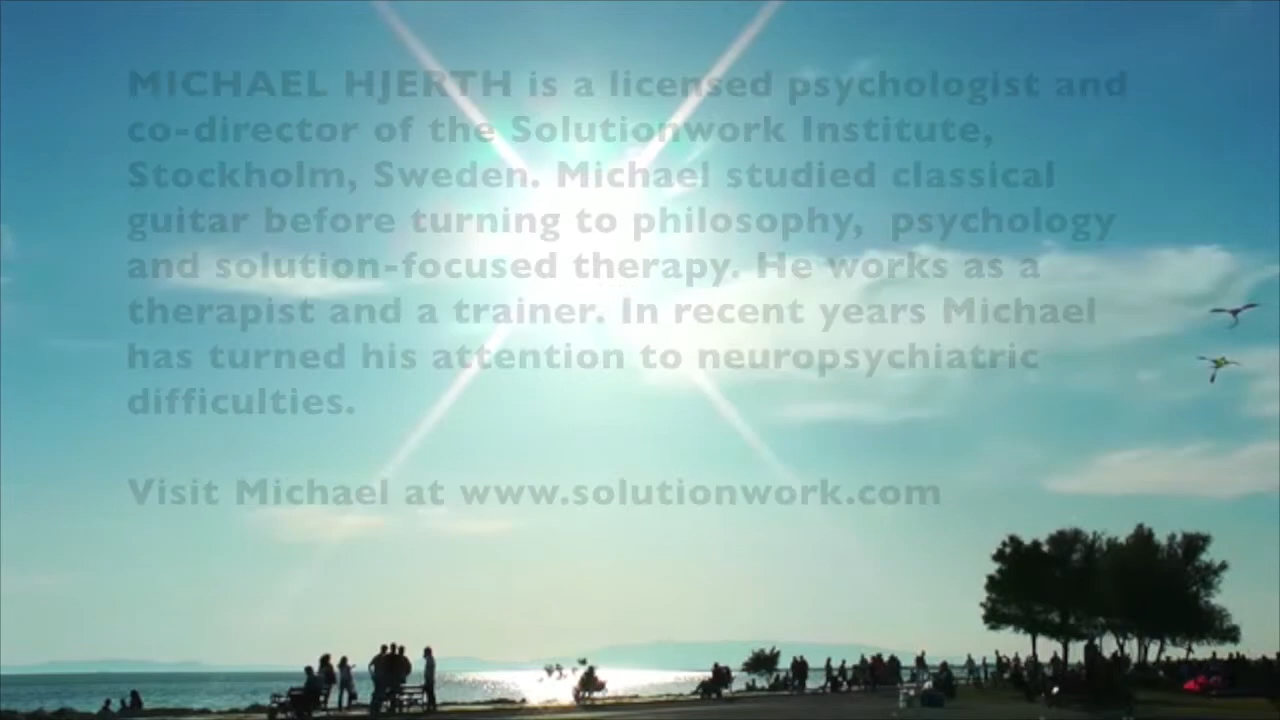 MICHAEL HJERTH is a licensed psychologist and
co-director of the Solutionwork Institute,
Stockholm, Sweden. Michael studied classical
guitar before turning to philosophy,  psychology
and solution-focused therapy. He works as a
therapist and a trainer. In recent years Michael
has turned his attention to neuropsychiatric
difficulties.
Visit Michael at www.solutionwork.com